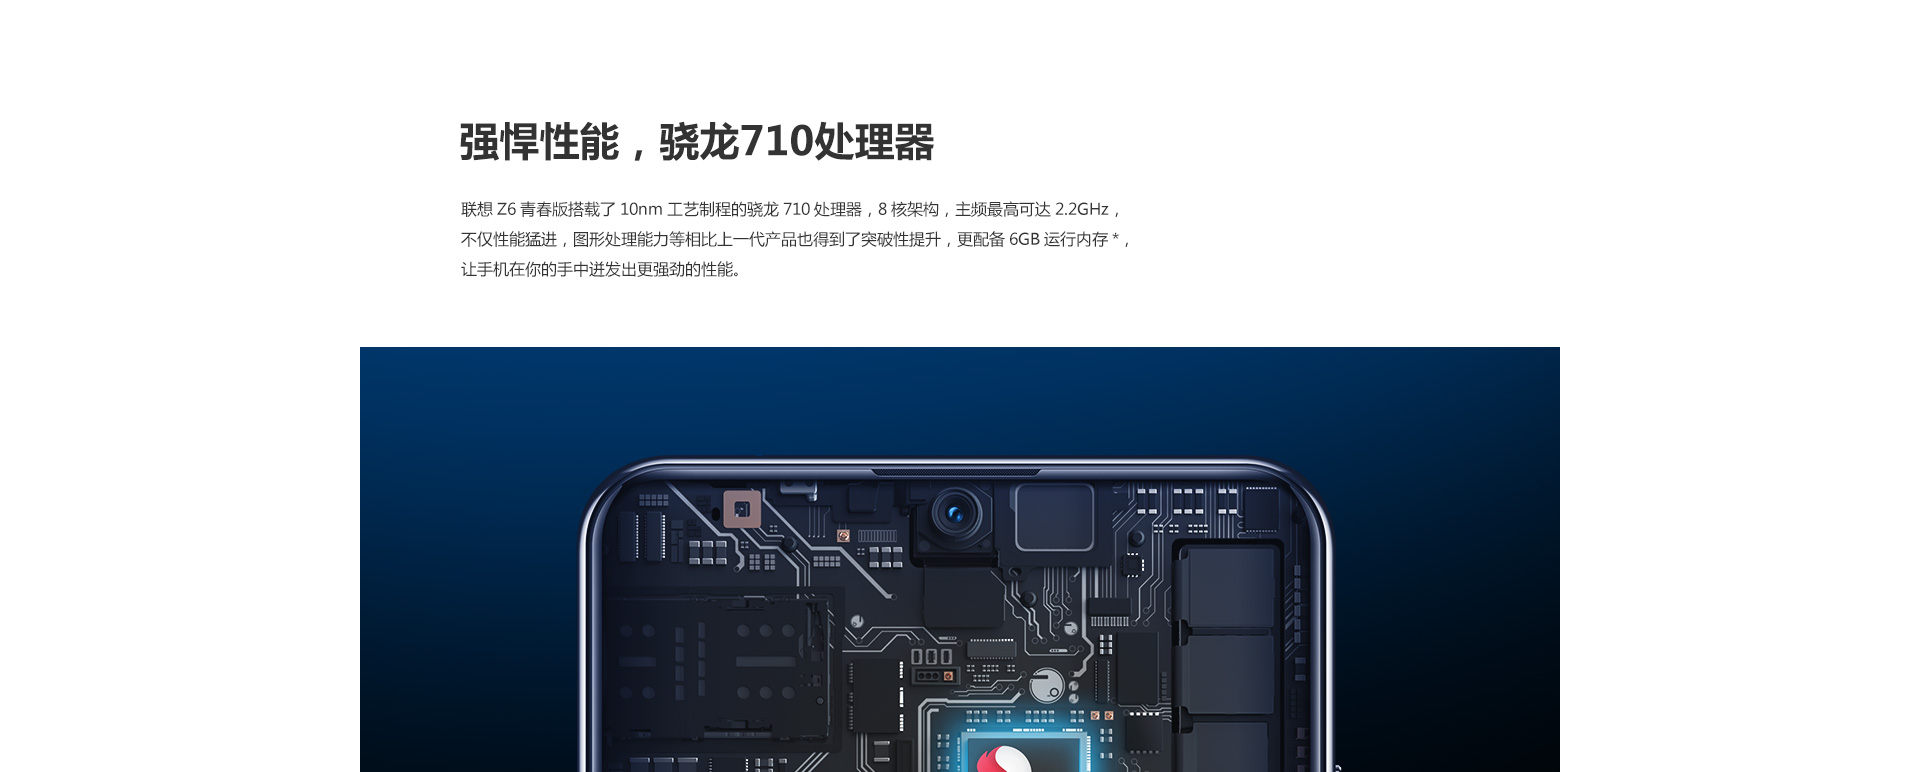 强悍性能，骁龙710处理器
联想 Z6 青春版搭载了 10nm 工艺制程的骁龙 710 处理器，8 核架构，主频最高可达 2.2GHz，
不仅性能猛进，图形处理能力等相比上一代产品也得到了突破性提升，更配备 6GB 运行内存 *，
让手机在你的手中迸发出更强劲的性能。